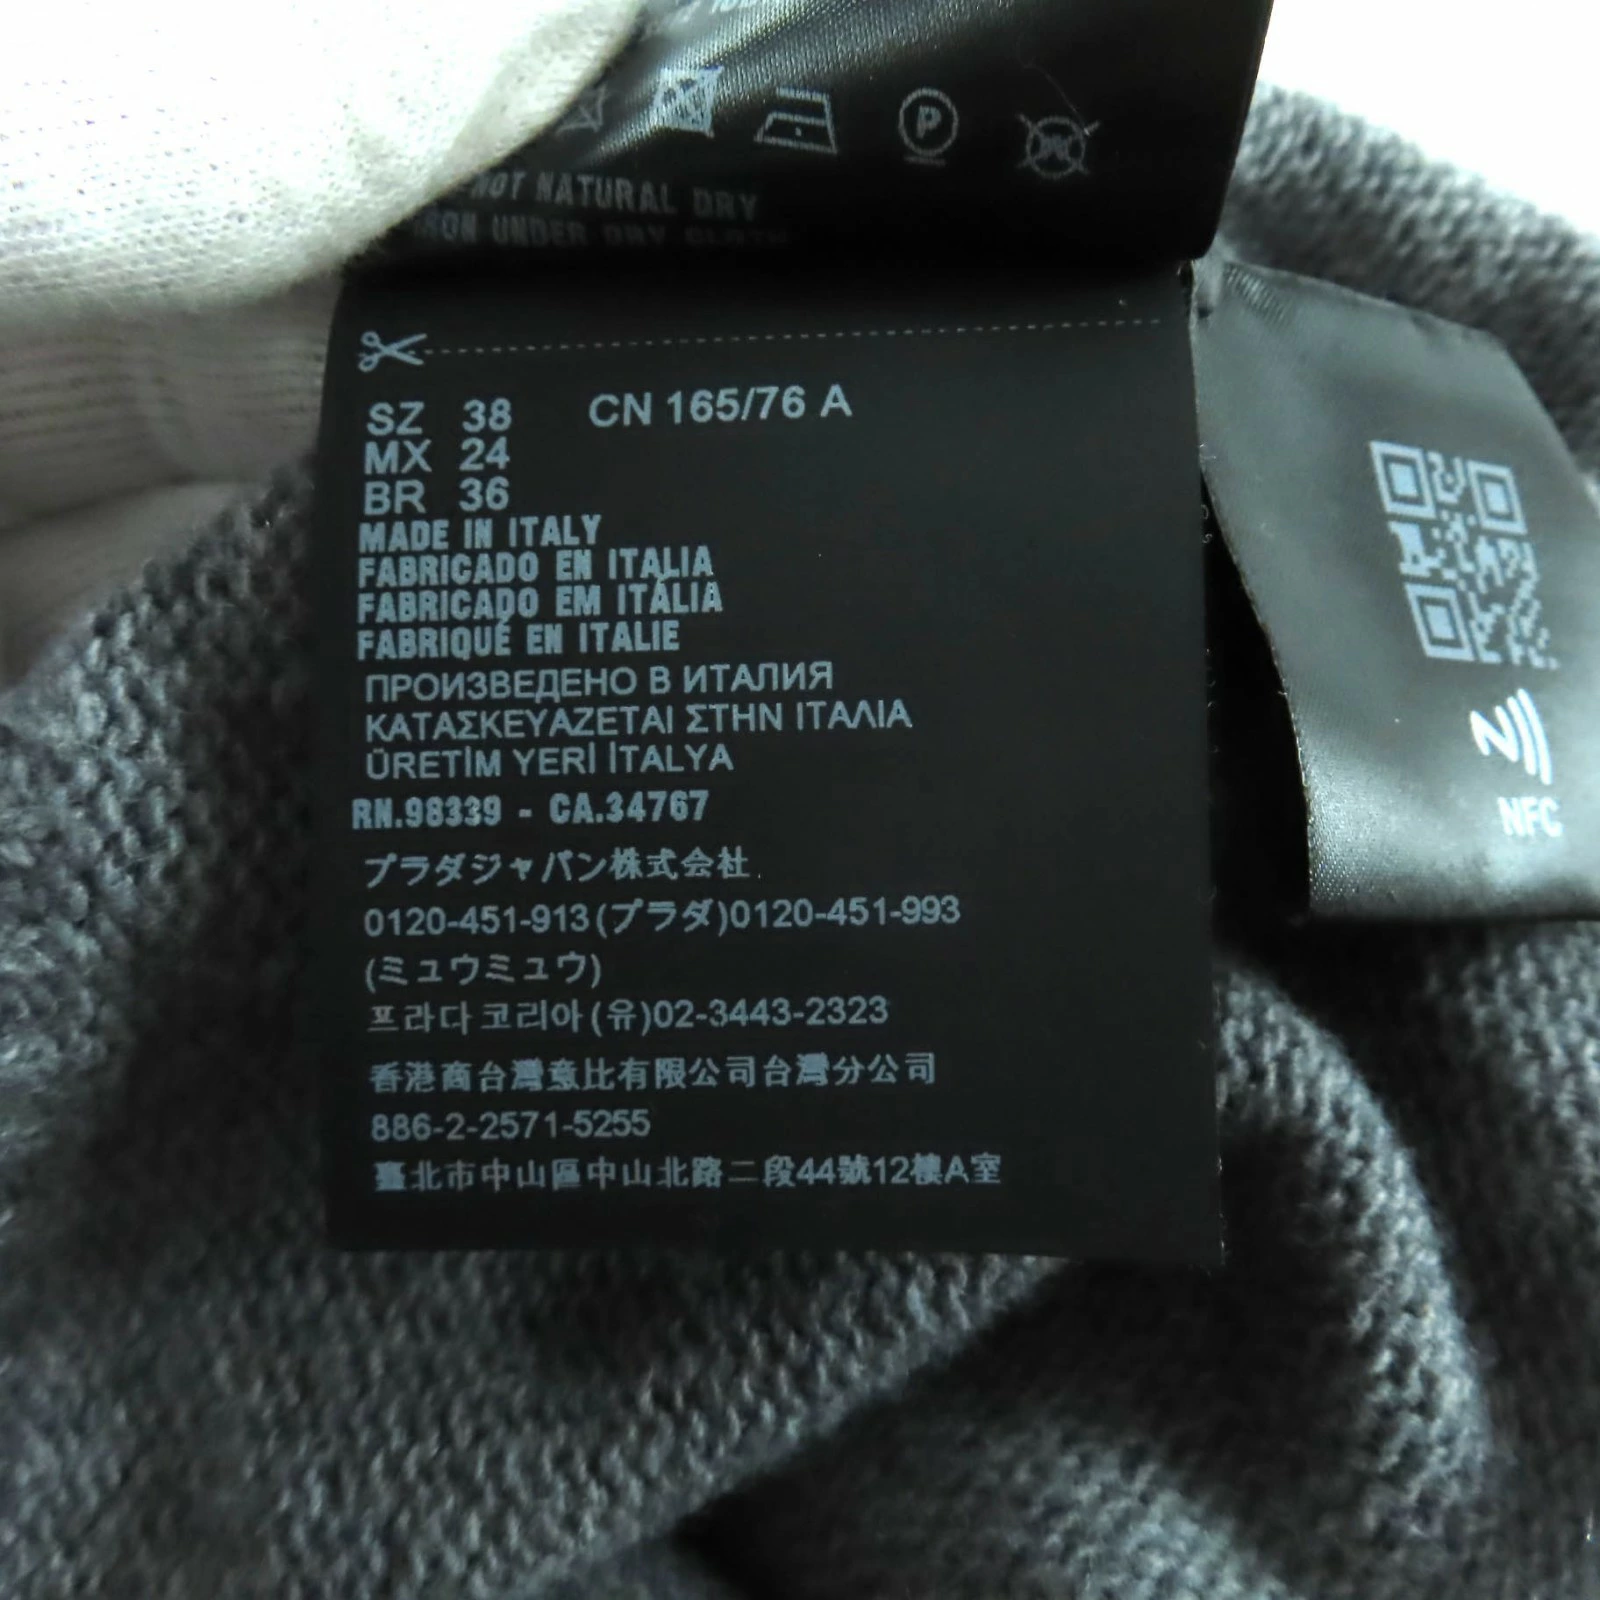 NOT NATURAL DRY
IRON UNDER DRY CLOTH
SZ 38 CN 165/76 A
MX 24
BR 36
MADE IN ITALY
FABRICADO EN ITALIA
FABRICADO EM ITÁLIA
FABRIQUÉ EN ITALIE
ПРОИЗВЕДЕНО В ИТАЛИЯ
ΚΑΤΑΣΚΕΥΑΖΕΤΑΙ ΣΤΗΝ ΙΤΑΛΙΑ
ÜRETİM YERİ İTALYA
RN.98339 - CA.34767
プラダジャパン株式会社
0120-451-913(プラダ)0120-451-993
(ミュウミュウ)
프라다코리아(유)02-3443-2323
香港商台灣意比有限公司台灣分公司
886-2-2571-5255
臺北市中山區中山北路二段44號12樓A室
NFC